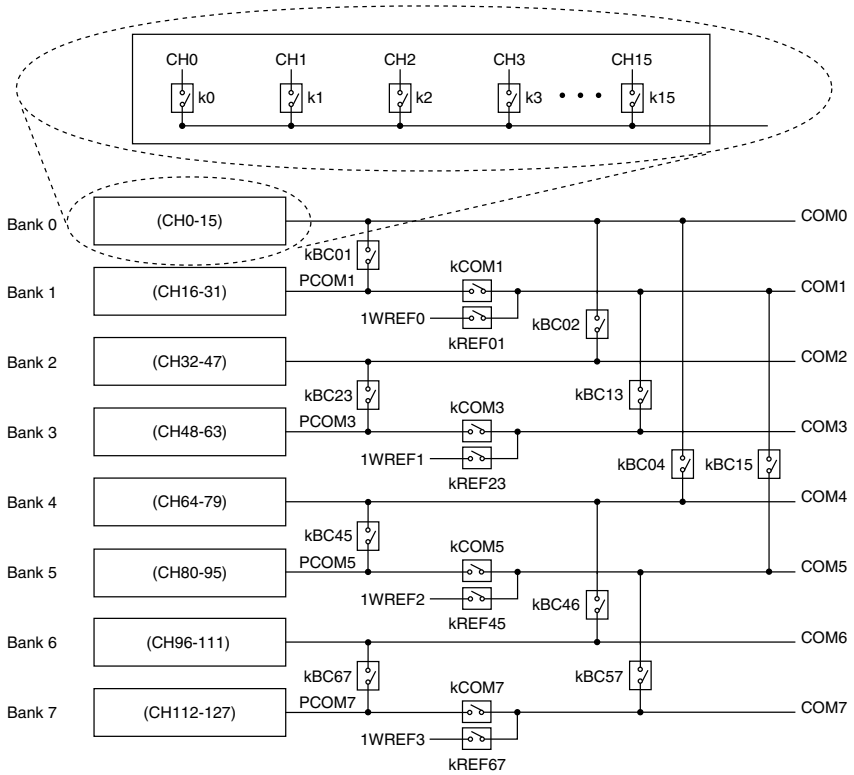 CH0 CH1 CH2 CH3 CH15
k0 k1 k2 k3 • • • k15
Bank 0 (CH0-15) COM0
kBC01
PCOM1 kCOM1
Bank 1 (CH16-31) COM1
1WREF0
kREF01
kBC02
Bank 2 (CH32-47) COM2
kBC23
kBC13
PCOM3 kCOM3
Bank 3 (CH48-63) COM3
1WREF1
kREF23
kBC04 kBC15
Bank 4 (CH64-79) COM4
kBC45
PCOM5 kCOM5
Bank 5 (CH80-95) COM5
1WREF2
kREF45
kBC46
Bank 6 (CH96-111) COM6
kBC67
kBC57
PCOM7 kCOM7
Bank 7 (CH112-127) COM7
1WREF3
kREF67